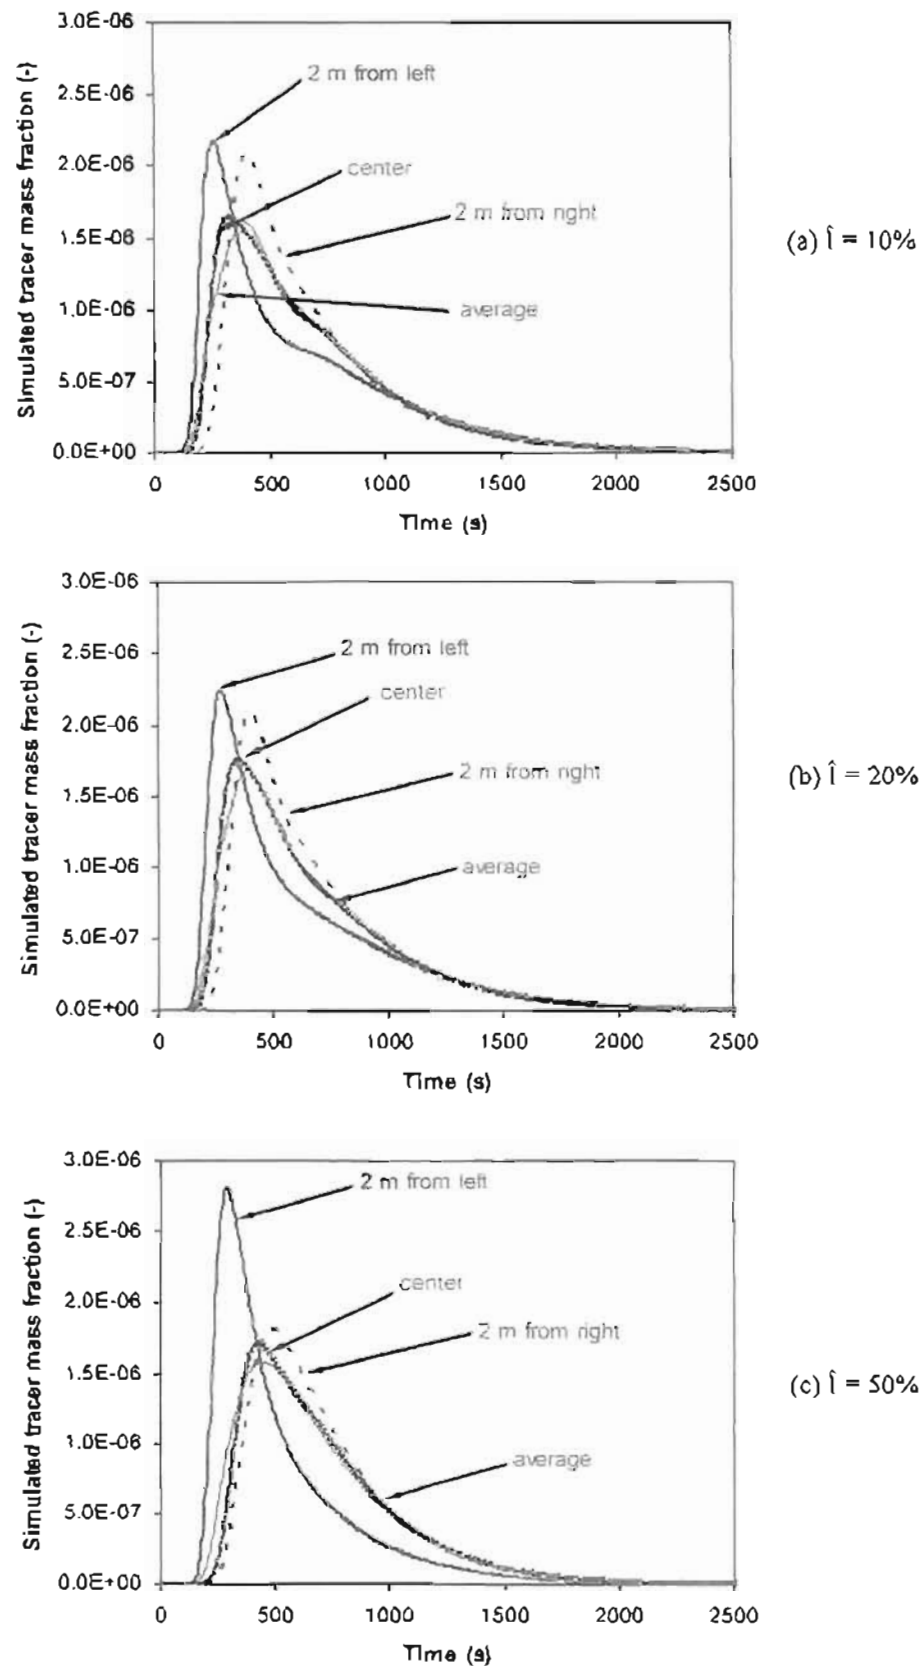 3.0E-06
2.5E-06
2.0E-06
1.5E-06
1.0E-06
5.0E-07
0.0E+00
Simulated tracer mass fraction (-)
2 m from left
center
2 m from right
average
0 500 1000 1500 2000 2500
Time (s)
(a) Î = 10%
3.0E-06
2.5E-06
2.0E-06
1.5E-06
1.0E-06
5.0E-07
0.0E+00
Simulated tracer mass fraction (-)
2 m from left
center
2 m from right
average
0 500 1000 1500 2000 2500
Time (s)
(b) Î = 20%
3.0E-06
2.5E-06
2.0E-06
1.5E-06
1.0E-06
5.0E-07
0.0E+00
Simulated tracer mass fraction (-)
2 m from left
center
2 m from right
average
0 500 1000 1500 2000 2500
Time (s)
(c) Î = 50%